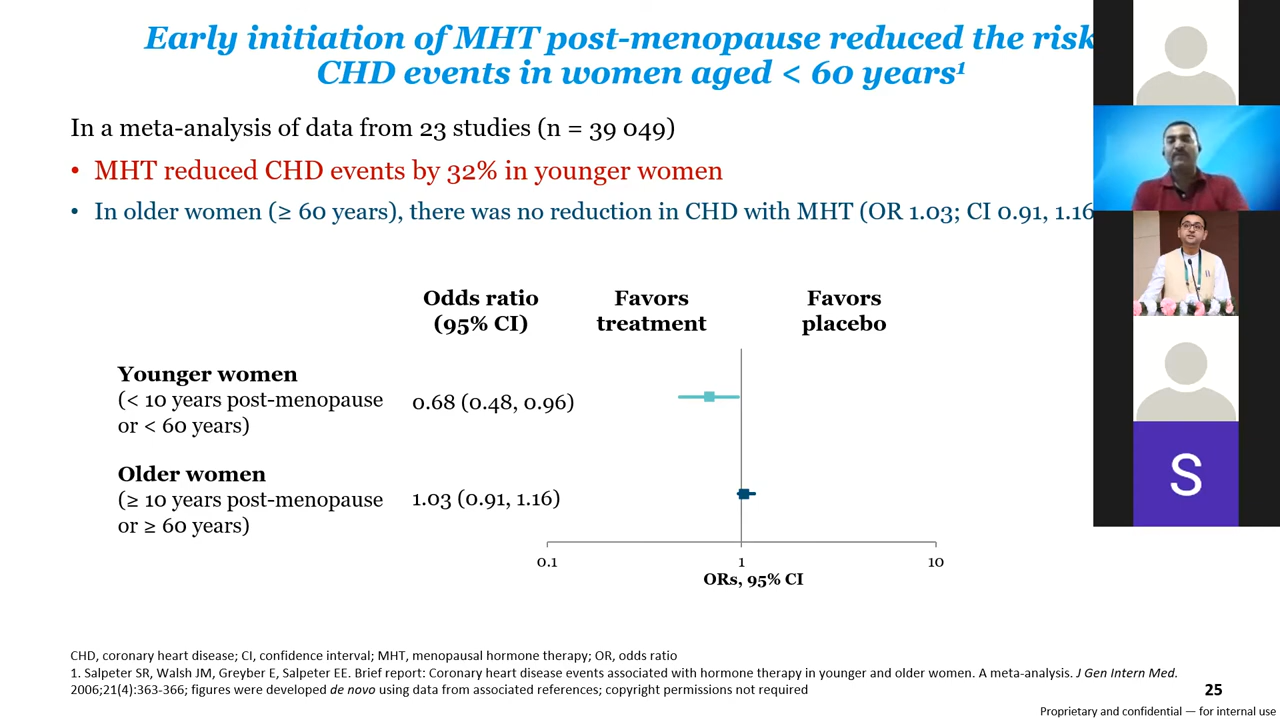 Early initiation of MHT post-menopause reduced the risk
CHD events in women aged < 60 years¹
In a meta-analysis of data from 23 studies (n = 39 049)
• MHT reduced CHD events by 32% in younger women
• In older women (≥ 60 years), there was no reduction in CHD with MHT (OR 1.03; CI 0.91, 1.16
Odds ratio
(95% CI)
Favors
treatment
Favors
placebo
Younger women
(< 10 years post-menopause
or < 60 years)
0.68 (0.48, 0.96)
Older women
(≥ 10 years post-menopause
or ≥ 60 years)
1.03 (0.91, 1.16)
0.1 1 10
ORs, 95% CI
S
CHD, coronary heart disease; CI, confidence interval; MHT, menopausal hormone therapy; OR, odds ratio
1. Salpeter SR, Walsh JM, Greyber E, Salpeter EE. Brief report: Coronary heart disease events associated with hormone therapy in younger and older women. A meta-analysis. J Gen Intern Med.
2006;21(4):363-366; figures were developed de novo using data from associated references; copyright permissions not required
25
Proprietary and confidential — for internal use